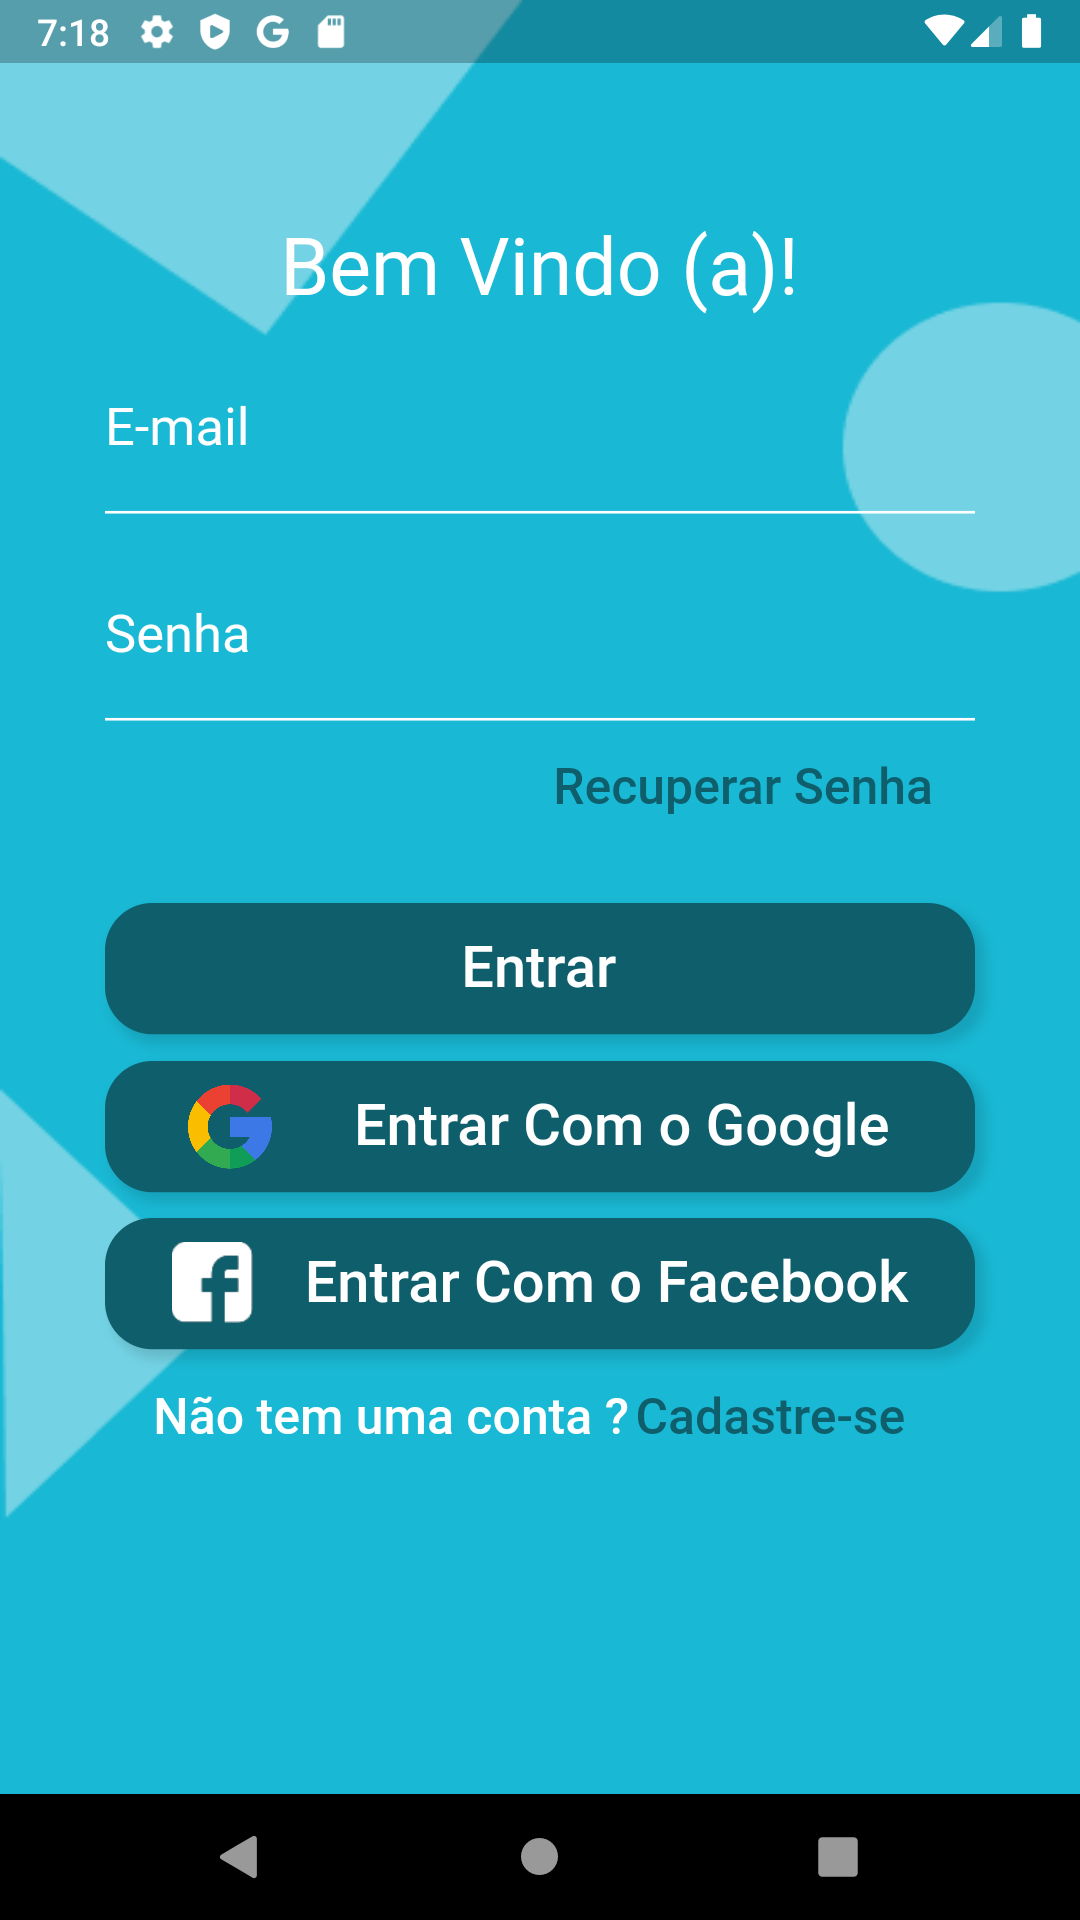 7:18
Bem Vindo (a)!
E-mail
Senha
Recuperar Senha
Entrar
Entrar Com o Google
Entrar Com o Facebook
Não tem uma conta ? Cadastre-se